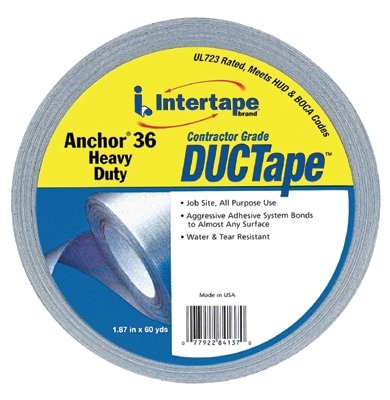 UL723 Rated, Meets HUD & BOCA Codes
i. Intertape
brand
Anchor® 36
Heavy
Duty
Contractor Grade
DUCTape™
• Job Site, All Purpose Use
• Aggressive Adhesive System Bonds
to Almost Any Surface
• Water & Tear Resistant
Made in USA
1.87 in x 60 yds
0 77922 84137 0